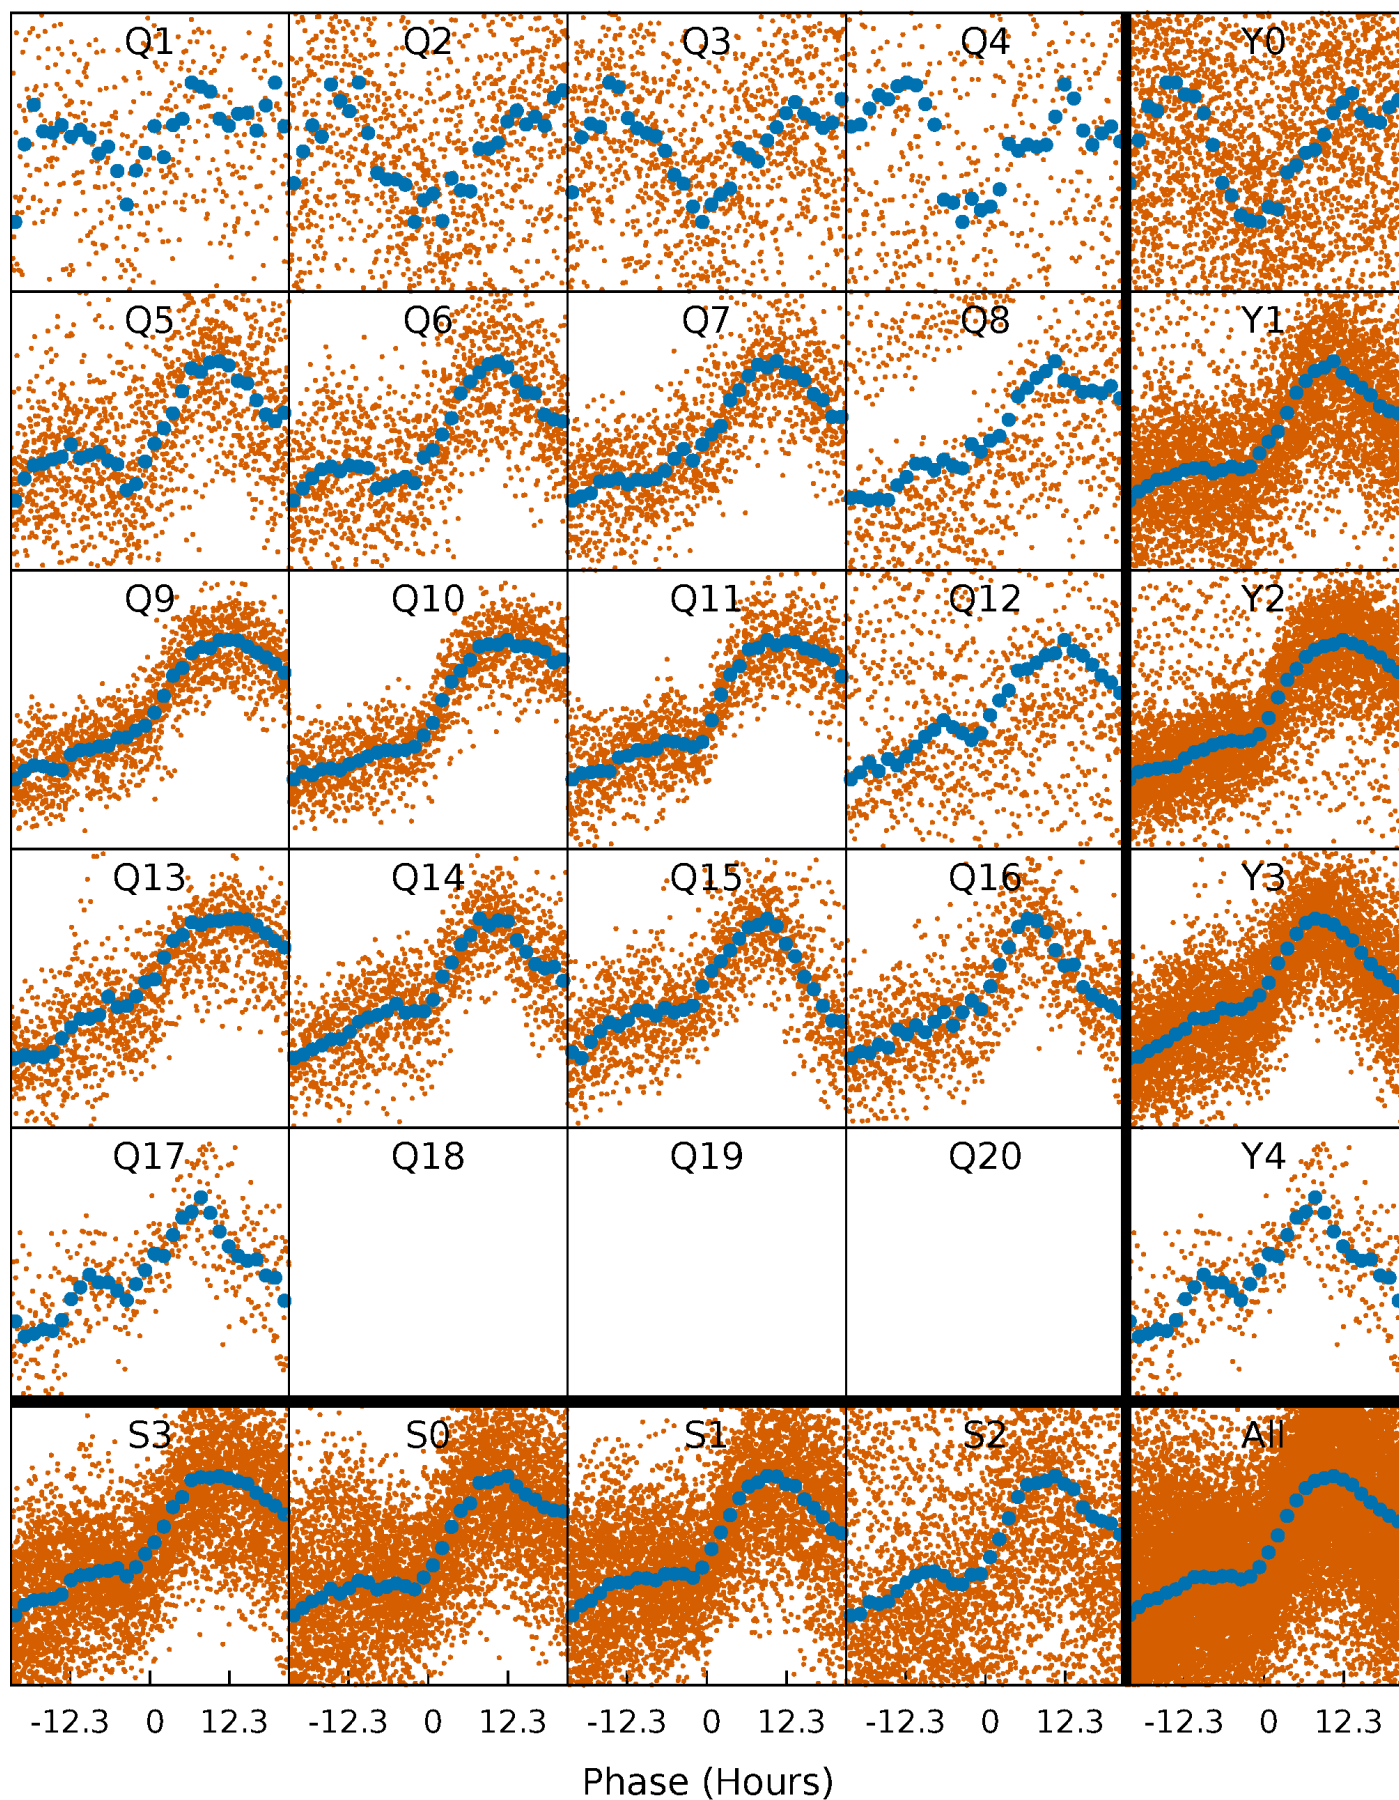 Q1 Q2 Q3 Q4 Y0
Q5 Q6 Q7 Q8 Y1
Q9 Q10 Q11 Q12 Y2
Q13 Q14 Q15 Q16 Y3
Q17 Q18 Q19 Q20 Y4
S3 S0 S1 S2 All
-12.3 0 12.3 -12.3 0 12.3 -12.3 0 12.3 -12.3 0 12.3 -12.3 0 12.3
Phase (Hours)